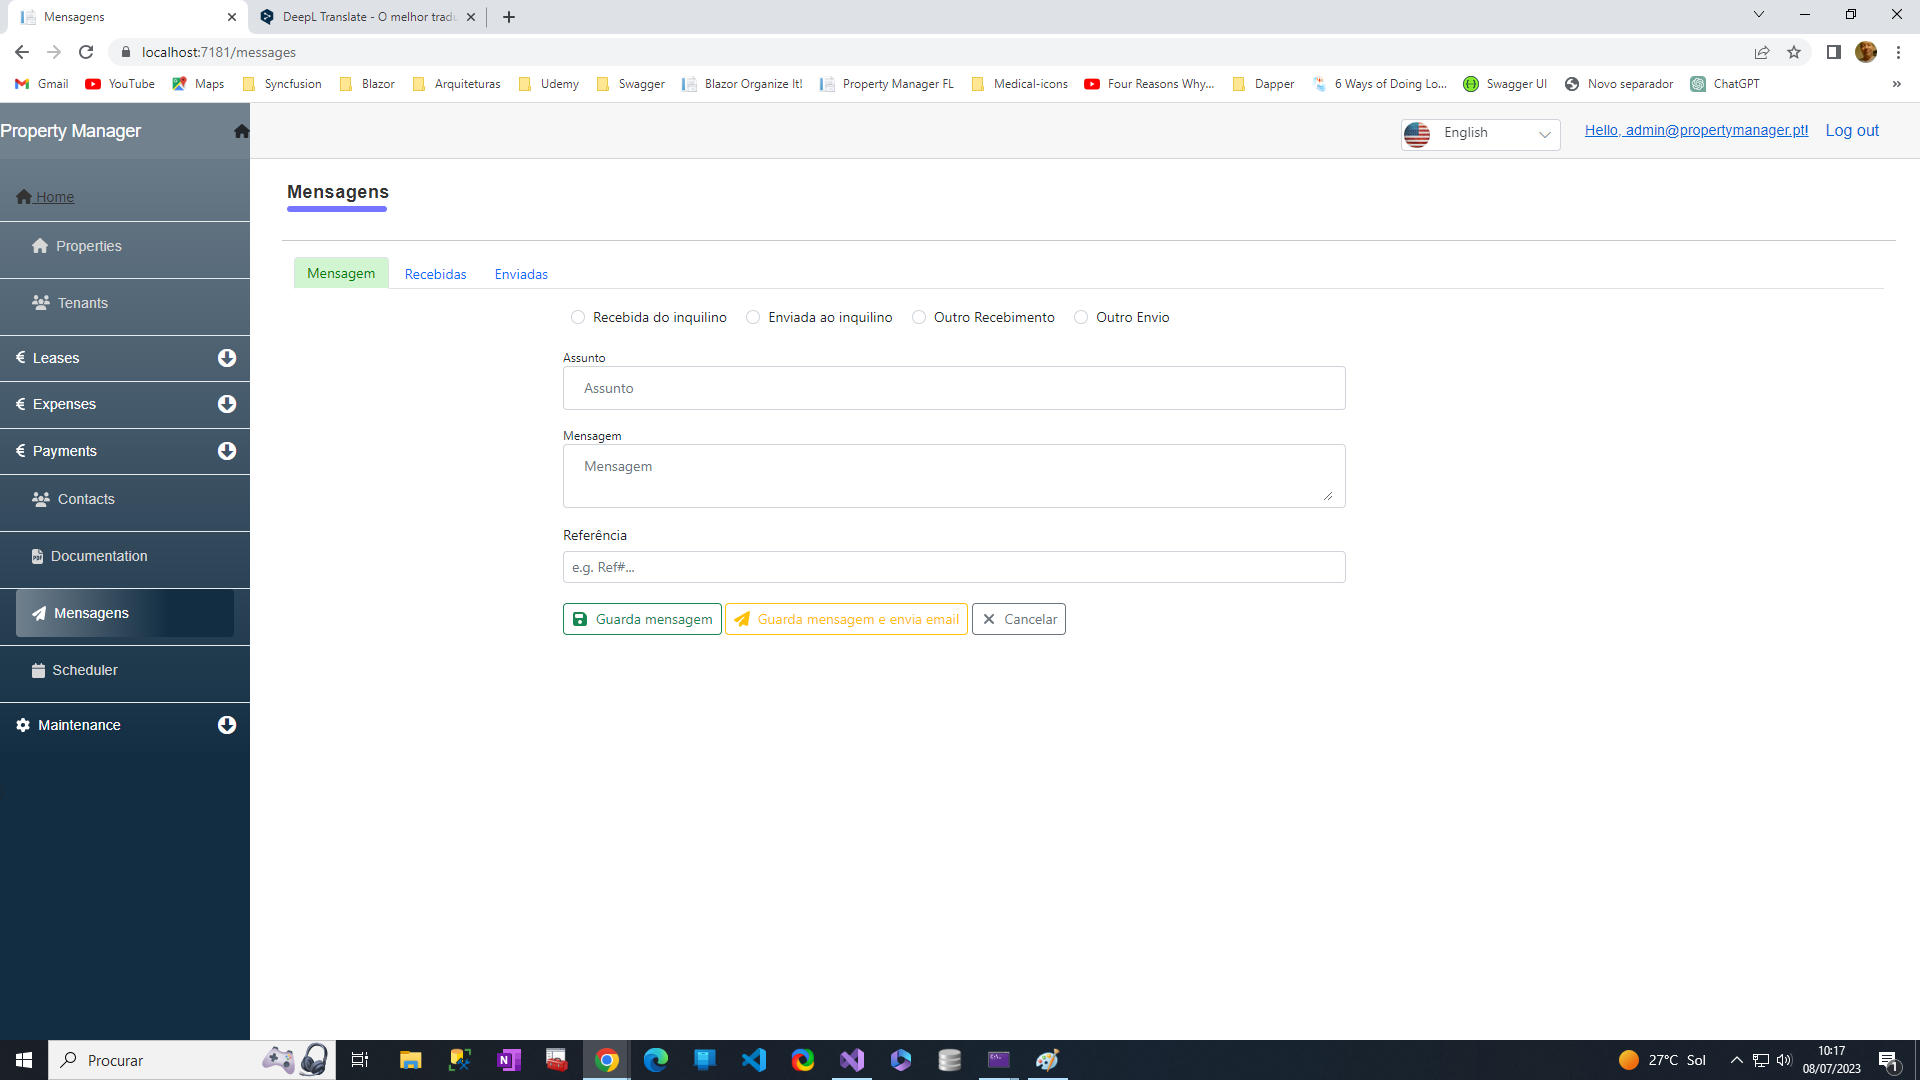 Mensagens
DeepL Translate - O melhor tradu
localhost:7181/messages
Gmail YouTube Maps Syncfusion Blazor Arquiteturas Udemy Swagger Blazor Organize It! Property Manager FL Medical-icons Four Reasons Why... Dapper 6 Ways of Doing Lo... Swagger UI Novo separador ChatGPT »
Property Manager
English
Hello, admin@propertymanager.pt!
Log out
Home
Properties
Tenants
€ Leases
€ Expenses
€ Payments
Contacts
Documentation
Mensagens
Scheduler
Maintenance
Mensagens
Mensagem Recebidas Enviadas
Recebida do inquilino Enviada ao inquilino Outro Recebimento Outro Envio
Assunto
Assunto
Mensagem
Mensagem
Referência
e.g. Ref#...
Guarda mensagem Guarda mensagem e envia email Cancelar
Procurar
27°C Sol
10:17
08/07/2023
1